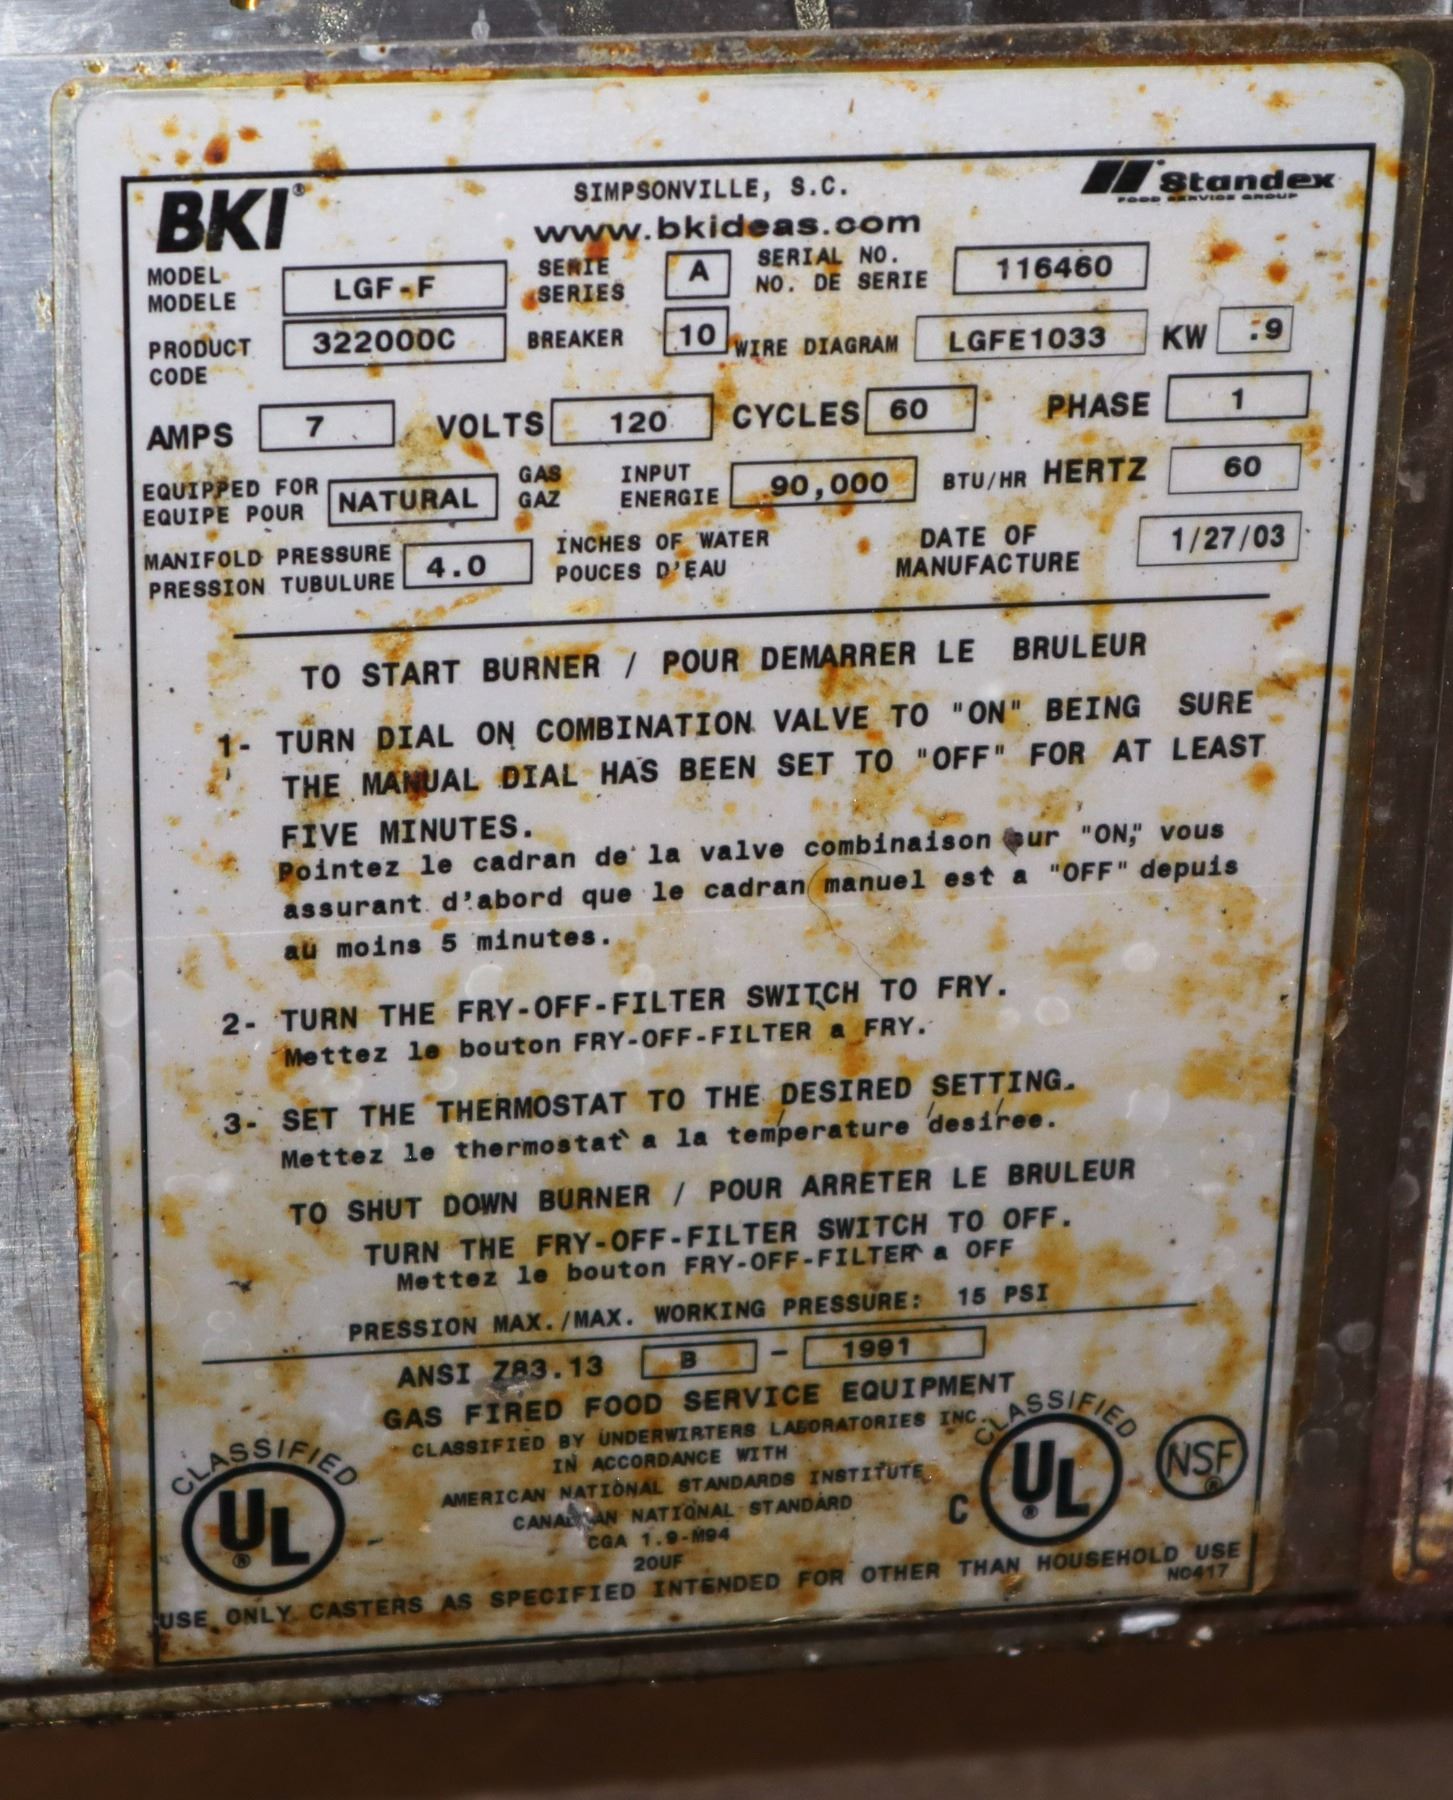 BKI®
SIMPSONVILLE, S.C.
Standex
FOOD SERVICE GROUP
www.bkideas.com
MODEL
MODELE
LGF-F
SERIE
SERIES
A
SERIAL NO.
NO. DE SERIE
116460
PRODUCT
CODE
322000C
BREAKER
10
WIRE DIAGRAM
LGFE1033
KW
.9
AMPS
7
VOLTS
120
CYCLES
60
PHASE
1
EQUIPPED FOR
EQUIPE POUR
NATURAL
GAS
GAZ
INPUT
ENERGIE
90,000
BTU/HR
HERTZ
60
MANIFOLD PRESSURE
PRESSION TUBULURE
4.0
INCHES OF WATER
POUCES D'EAU
DATE OF
MANUFACTURE
1/27/03
TO START BURNER / POUR DEMARRER LE BRULEUR
1- TURN DIAL ON COMBINATION VALVE TO "ON" BEING SURE
THE MANUAL DIAL HAS BEEN SET TO "OFF" FOR AT LEAST
FIVE MINUTES.
Pointez le cadran de la valve combinaison sur "ON," vous
assurant d'abord que le cadran manuel est a "OFF" depuis
au moins 5 minutes.
2- TURN THE FRY-OFF-FILTER SWITCH TO FRY.
Mettez le bouton FRY-OFF-FILTER a FRY.
3- SET THE THERMOSTAT TO THE DESIRED SETTING.
Mettez le thermostat a la temperature desiree.
TO SHUT DOWN BURNER / POUR ARRETER LE BRULEUR
TURN THE FRY-OFF-FILTER SWITCH TO OFF.
Mettez le bouton FRY-OFF-FILTER a OFF
PRESSION MAX./MAX. WORKING PRESSURE: 15 PSI
ANSI Z83.13 B - 1991
GAS FIRED FOOD SERVICE EQUIPMENT
CLASSIFIED BY UNDERWIRTERS LABORATORIES INC.
IN ACCORDANCE WITH
AMERICAN NATIONAL STANDARDS INSTITUTE
CANADIAN NATIONAL STANDARD
CGA 1.9-M94
20UF
CLASSIFIED
UL®
C
CLASSIFIED
UL®
NSF®
USE ONLY CASTERS AS SPECIFIED INTENDED FOR OTHER THAN HOUSEHOLD USE
NC417